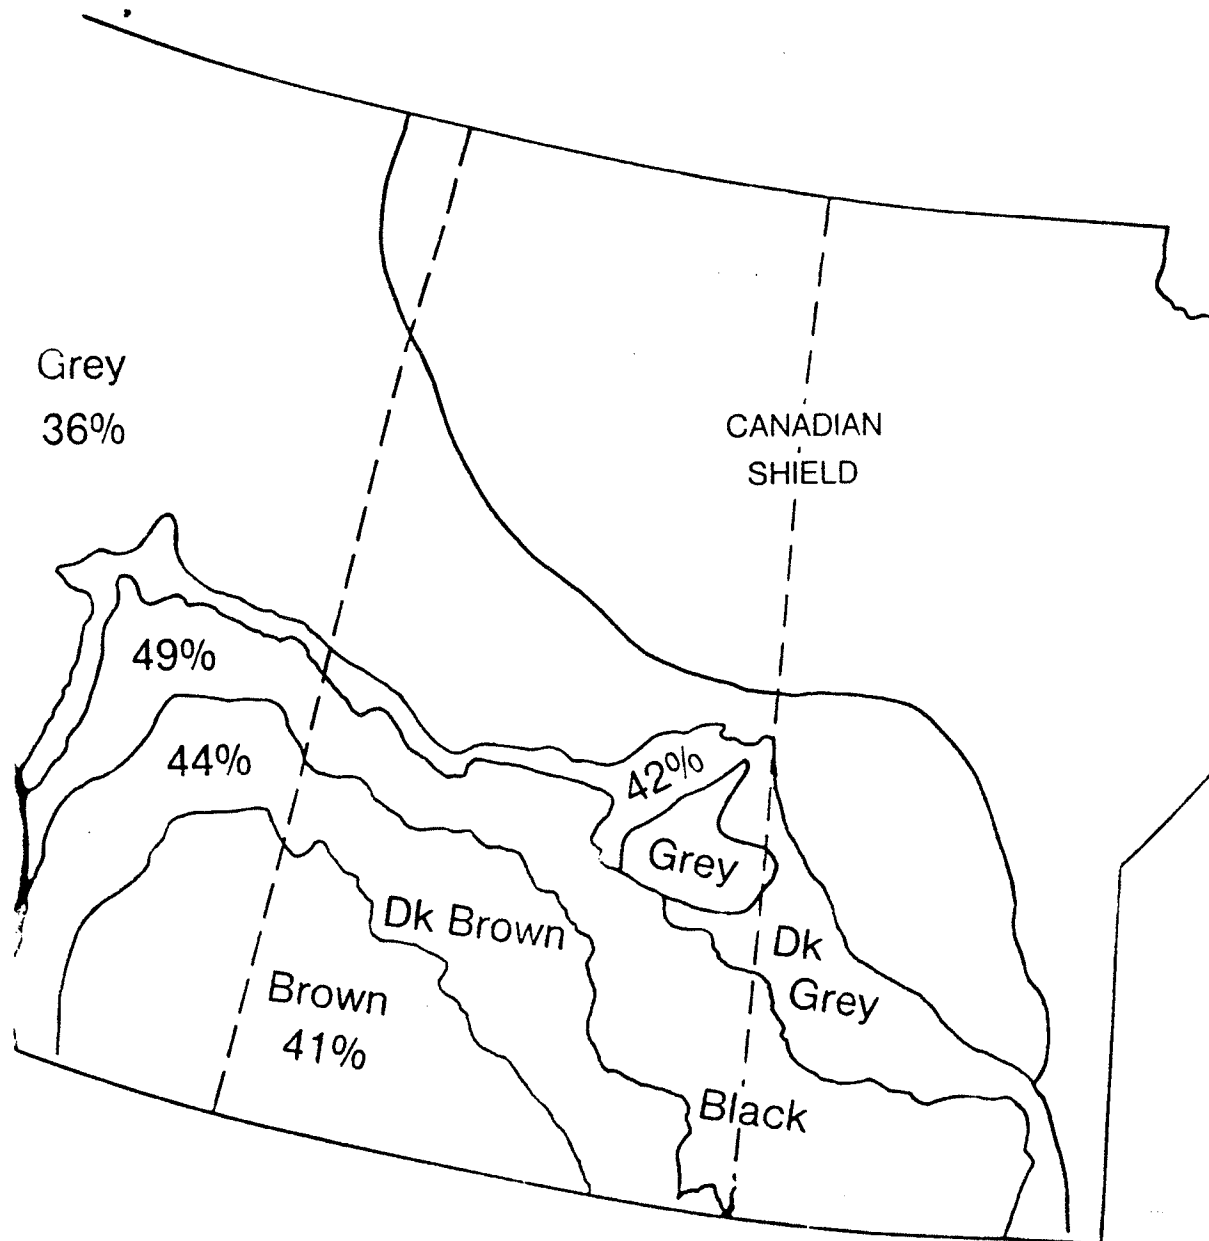 Grey
36%
CANADIAN
SHIELD
49%
44%
42%
Grey
Dk Brown
Dk
Grey
Brown
41%
Black